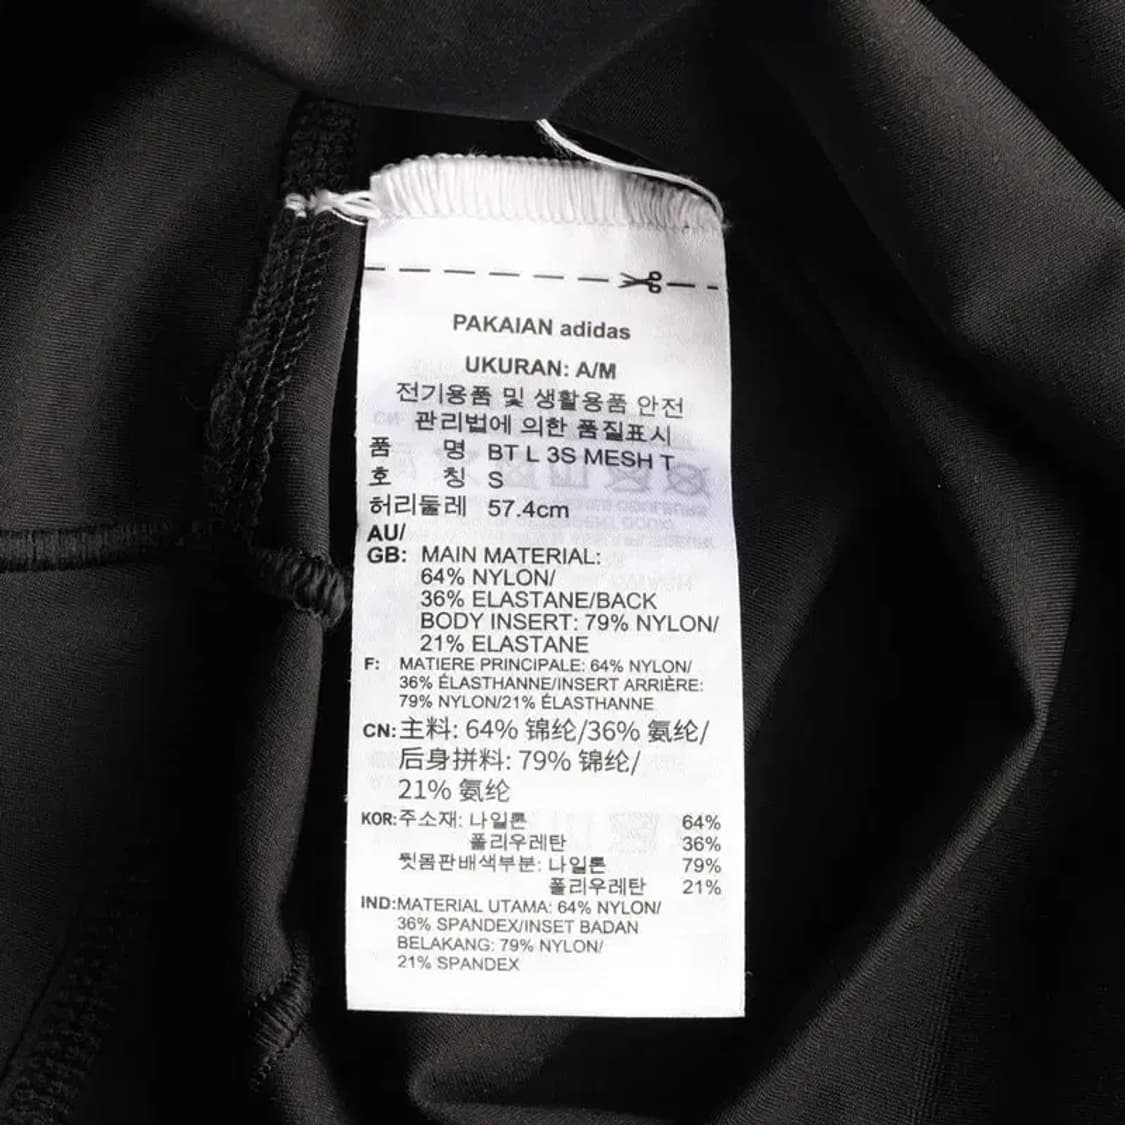 PAKAIAN adidas
UKURAN: A/M
전기용품 및 생활용품 안전
관리법에 의한 품질표시
품 명 BT L 3S MESH T
호 칭 S
허리둘레 57.4cm
AU/
GB: MAIN MATERIAL:
64% NYLON/
36% ELASTANE/BACK
BODY INSERT: 79% NYLON/
21% ELASTANE
F: MATIERE PRINCIPALE: 64% NYLON/
36% ÉLASTHANNE/INSERT ARRIÈRE:
79% NYLON/21% ÉLASTHANNE
CN: 主料: 64% 锦纶/36% 氨纶/
后身拼料: 79% 锦纶/
21% 氨纶
KOR: 주소재: 나일론 64%
폴리우레탄 36%
뒷몸판배색부분: 나일론 79%
폴리우레탄 21%
IND: MATERIAL UTAMA: 64% NYLON/
36% SPANDEX/INSET BADAN
BELAKANG: 79% NYLON/
21% SPANDEX